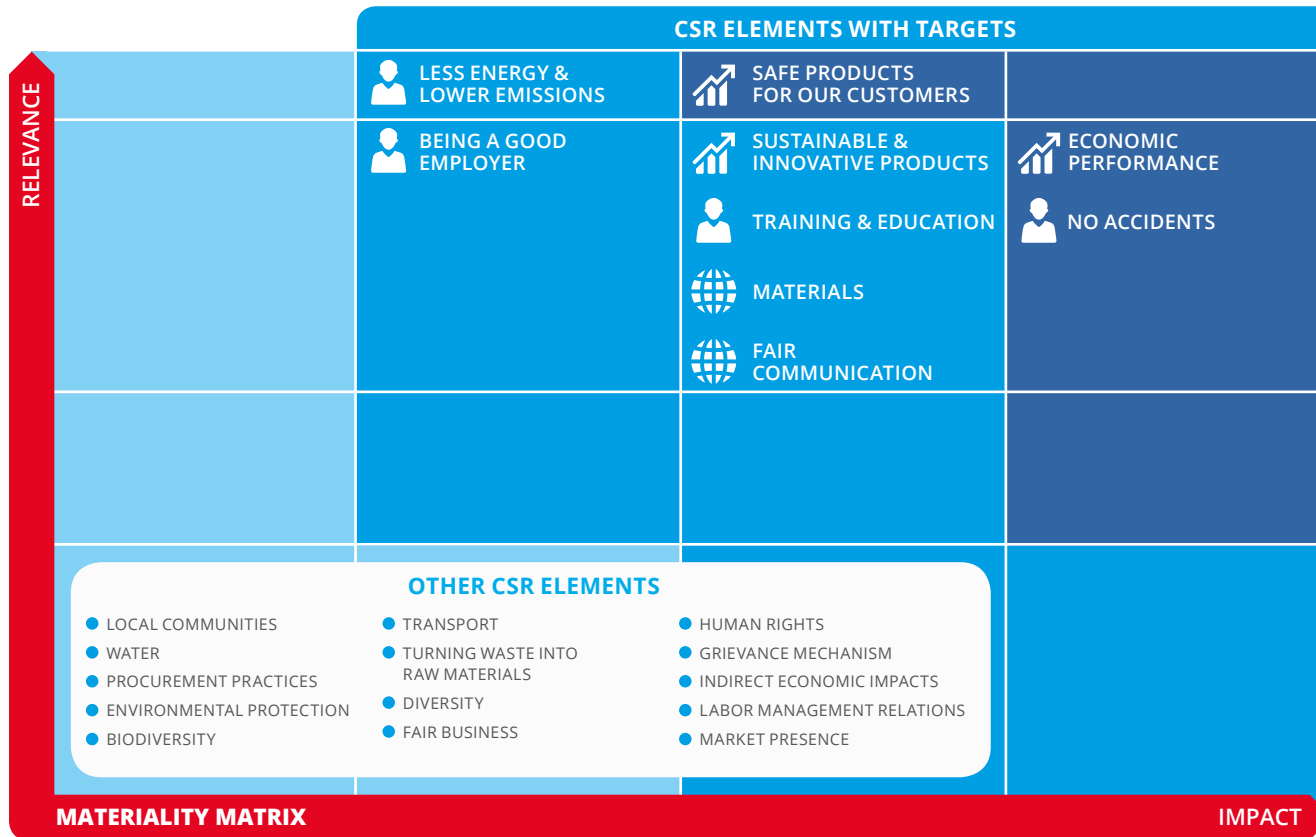 CSR ELEMENTS WITH TARGETS
RELEVANCE
LESS ENERGY &
LOWER EMISSIONS
SAFE PRODUCTS
FOR OUR CUSTOMERS
BEING A GOOD
EMPLOYER
SUSTAINABLE &
INNOVATIVE PRODUCTS
ECONOMIC
PERFORMANCE
TRAINING & EDUCATION
NO ACCIDENTS
MATERIALS
FAIR
COMMUNICATION
OTHER CSR ELEMENTS
LOCAL COMMUNITIES
WATER
PROCUREMENT PRACTICES
ENVIRONMENTAL PROTECTION
BIODIVERSITY
TRANSPORT
TURNING WASTE INTO
RAW MATERIALS
DIVERSITY
FAIR BUSINESS
HUMAN RIGHTS
GRIEVANCE MECHANISM
INDIRECT ECONOMIC IMPACTS
LABOR MANAGEMENT RELATIONS
MARKET PRESENCE
MATERIALITY MATRIX
IMPACT